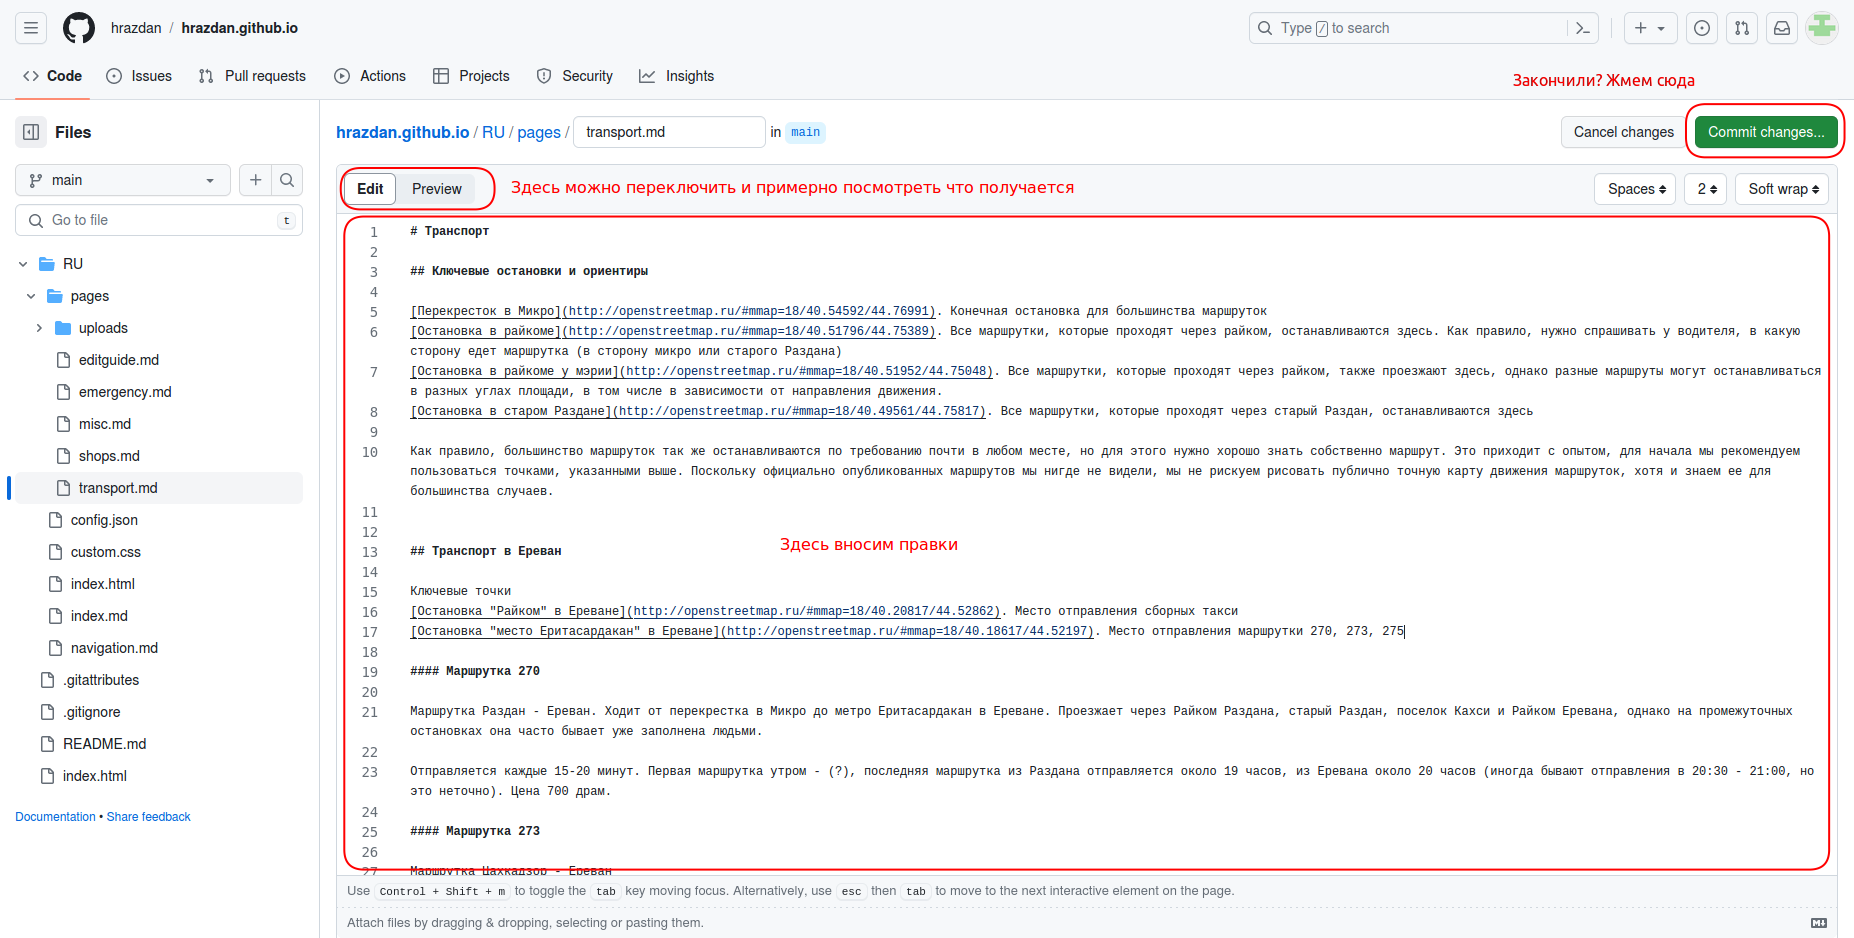 hrazdan / hrazdan.github.io
Type / to search
Code
Issues
Pull requests
Actions
Projects
Security
Insights
Закончили? Жмем сюда
Files
hrazdan.github.io / RU / pages / transport.md in main
Cancel changes
Commit changes...
main
Edit
Preview
Здесь можно переключить и примерно посмотреть что получается
Spaces
2
Soft wrap
Go to file
t
RU
pages
uploads
editguide.md
emergency.md
misc.md
shops.md
transport.md
config.json
custom.css
index.html
index.md
navigation.md
.gitattributes
.gitignore
README.md
index.html
Documentation • Share feedback
1 # Транспорт
2
3 ## Ключевые остановки и ориентиры
4
5 [Перекресток в Микро](http://openstreetmap.ru/#mmap=18/40.54592/44.76991). Конечная остановка для большинства маршруток
6 [Остановка в райкоме](http://openstreetmap.ru/#mmap=18/40.51796/44.75389). Все маршрутки, которые проходят через райком, останавливаются здесь. Как правило, нужно спрашивать у водителя, в какую
сторону едет маршрутка (в сторону микро или старого Раздана)
7 [Остановка в райкоме у мэрии](http://openstreetmap.ru/#mmap=18/40.51952/44.75048). Все маршрутки, которые проходят через райком, также проезжают здесь, однако разные маршруты могут останавливаться
в разных углах площади, в том числе в зависимости от направления движения.
8 [Остановка в старом Раздане](http://openstreetmap.ru/#mmap=18/40.49561/44.75817). Все маршрутки, которые проходят через старый Раздан, останавливаются здесь
9
10 Как правило, большинство маршруток так же останавливаются по требованию почти в любом месте, но для этого нужно хорошо знать собственно маршрут. Это приходит с опытом, для начала мы рекомендуем
пользоваться точками, указанными выше. Поскольку официально опубликованных маршрутов мы нигде не видели, мы не рискуем рисовать публично точную карту движения маршруток, хотя и знаем ее для
большинства случаев.
11
12
Здесь вносим правки
13 ## Транспорт в Ереван
14
15 Ключевые точки
16 [Остановка "Райком" в Ереване](http://openstreetmap.ru/#mmap=18/40.20817/44.52862). Место отправления сборных такси
17 [Остановка "место Еритасардакан" в Ереване](http://openstreetmap.ru/#mmap=18/40.18617/44.52197). Место отправления маршрутки 270, 273, 275
18
19 #### Маршрутка 270
20
21 Маршрутка Раздан - Ереван. Ходит от перекрестка в Микро до метро Еритасардакан в Ереване. Проезжает через Райком Раздана, старый Раздан, поселок Кахси и Райком Еревана, однако на промежуточных
остановках она часто бывает уже заполнена людьми.
22
23 Отправляется каждые 15-20 минут. Первая маршрутка утром - (?), последняя маршрутка из Раздана отправляется около 19 часов, из Еревана около 20 часов (иногда бывают отправления в 20:30 - 21:00, но
это неточно). Цена 700 драм.
24
25 #### Маршрутка 273
26
27 Маршрутка Цахкадзор - Ереван
Use Control + Shift + m to toggle the tab key moving focus. Alternatively, use esc then tab to move to the next interactive element on the page.
Attach files by dragging & dropping, selecting or pasting them.